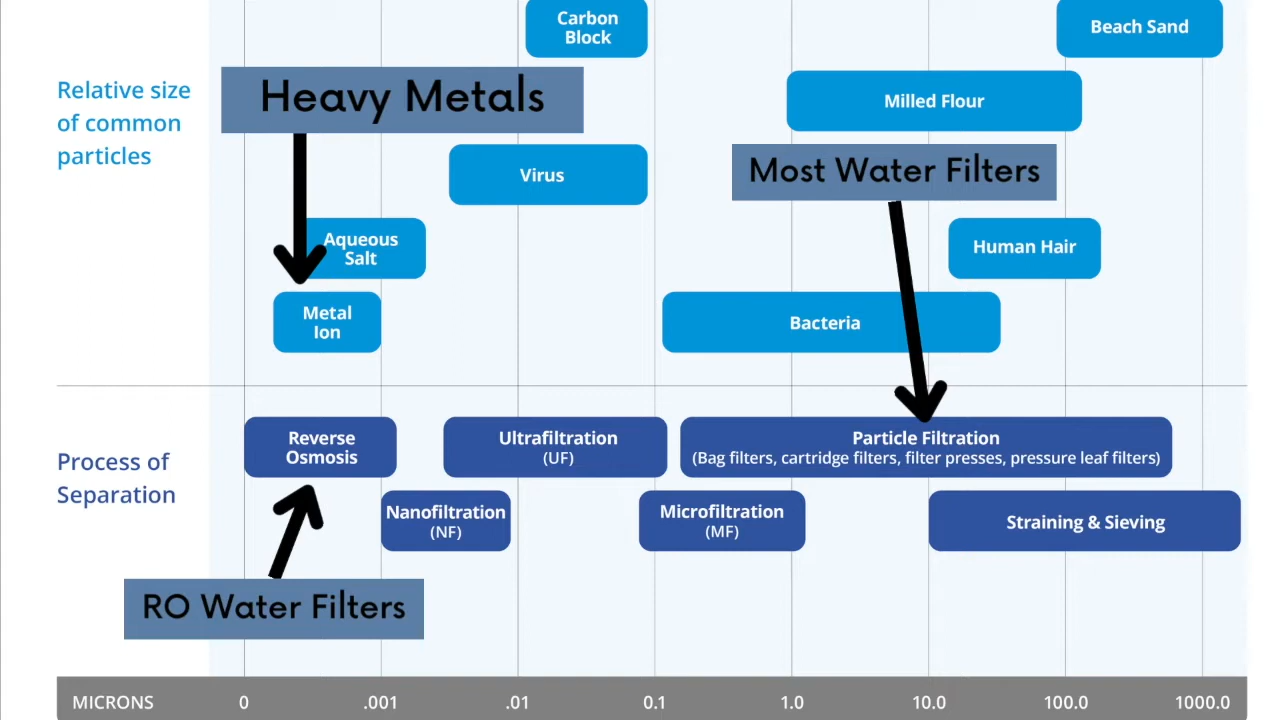 Carbon
Block
Beach Sand
Relative size
of common
particles
Heavy Metals
Milled Flour
Virus
Most Water Filters
Aqueous
Salt
Human Hair
Metal
Ion
Bacteria
Process of
Separation
Reverse
Osmosis
Ultrafiltration
(UF)
Particle Filtration
(Bag filters, cartridge filters, filter presses, pressure leaf filters)
Nanofiltration
(NF)
Microfiltration
(MF)
Straining & Sieving
RO Water Filters
MICRONS 0 .001 .01 0.1 1.0 10.0 100.0 1000.0